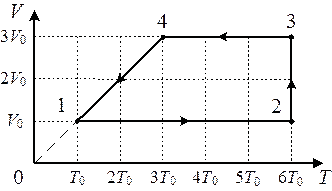 V
3V₀ 4 3
2V₀
V₀ 1 2
0 T₀ 2T₀ 3T₀ 4T₀ 5T₀ 6T₀ T